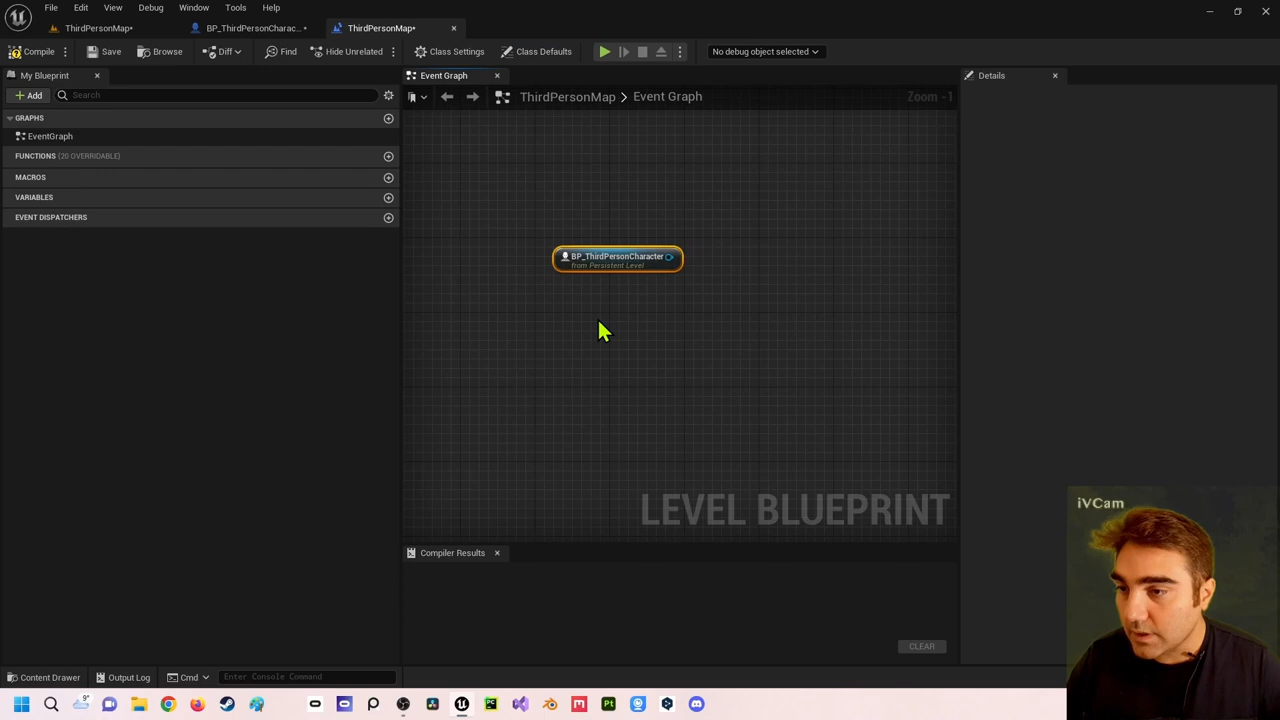 File Edit View Debug Window Tools Help
ThirdPersonMap* BP_ThirdPersonCharac...* ThirdPersonMap*
Compile Save Browse Diff Find Hide Unrelated Class Settings Class Defaults No debug object selected
My Blueprint
Event Graph
Details
Add Search
ThirdPersonMap > Event Graph Zoom -1
GRAPHS
EventGraph
FUNCTIONS (20 OVERRIDABLE)
MACROS
VARIABLES
EVENT DISPATCHERS
BP_ThirdPersonCharacter
from Persistent Level
LEVEL BLUEPRINT
iVCam
Compiler Results
CLEAR
Content Drawer Output Log Cmd Enter Console Command
9°
Pt